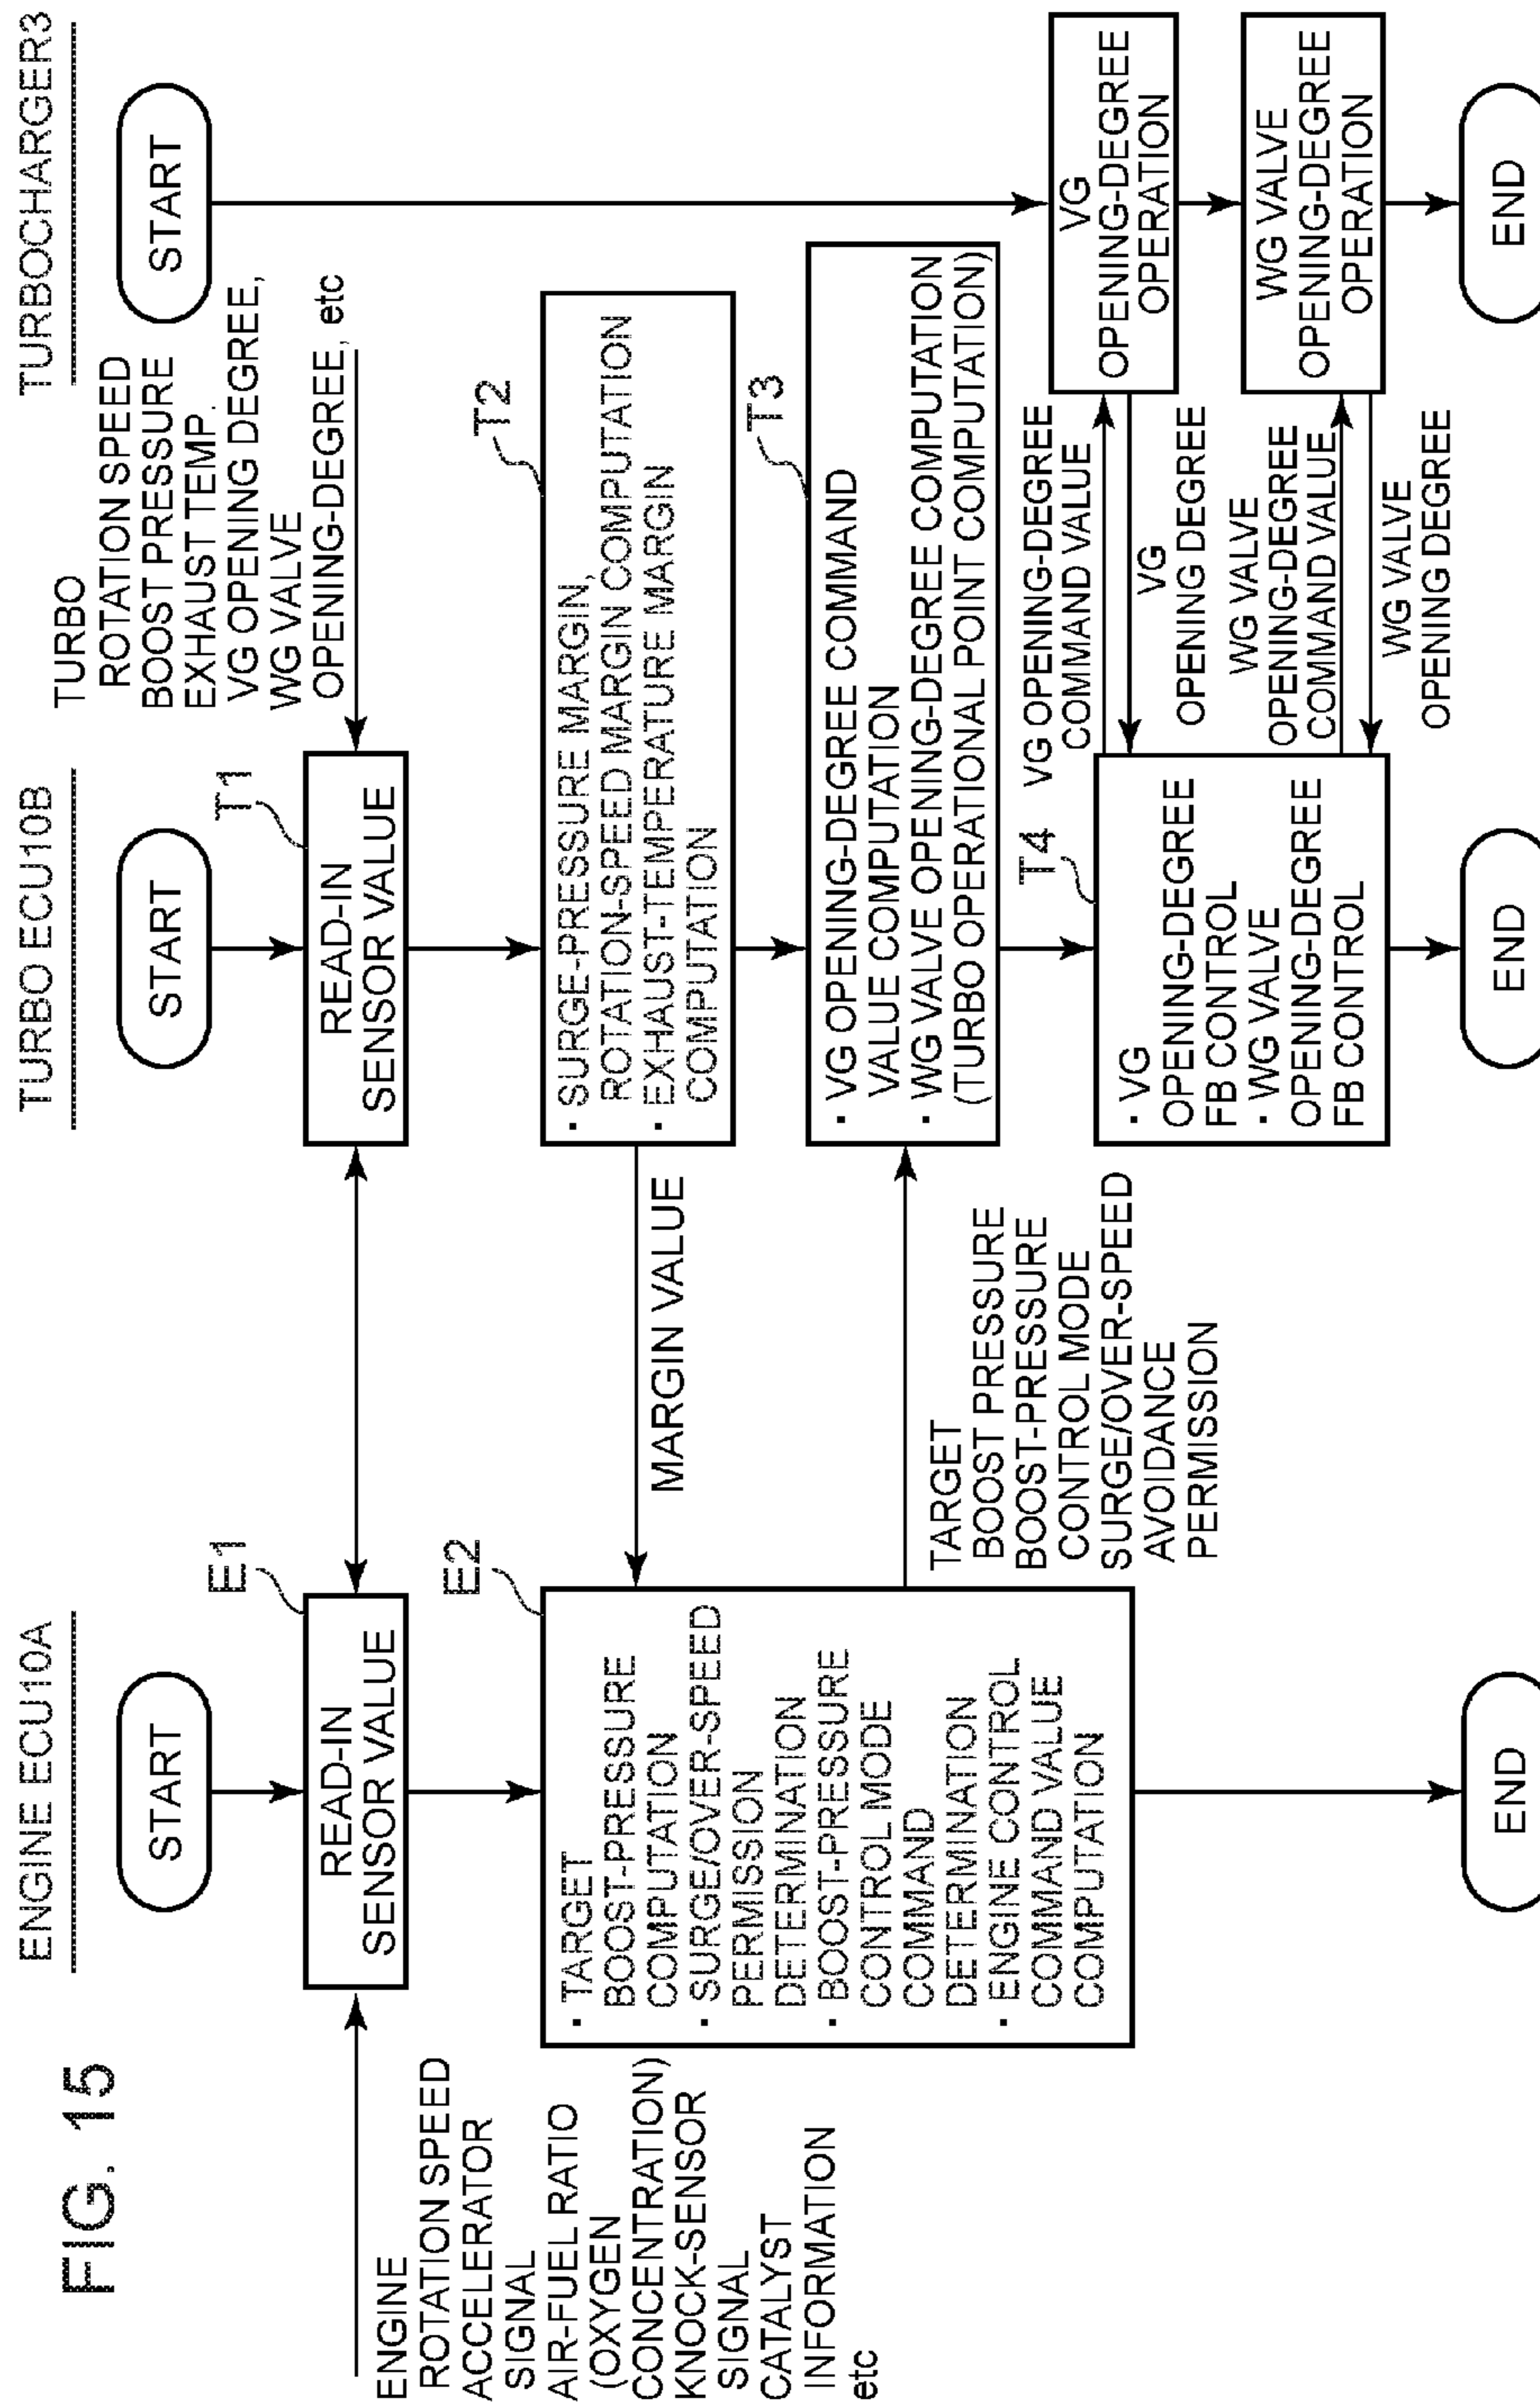 FIG. 15
ENGINE ECU10A
START
ENGINE
ROTATION SPEED
ACCELERATOR
SIGNAL
AIR-FUEL RATIO
(OXYGEN
CONCENTRATION)
KNOCK-SENSOR
SIGNAL
CATALYST
INFORMATION
etc
E1
READ-IN
SENSOR VALUE
E2
· TARGET
BOOST-PRESSURE
COMPUTATION
· SURGE/OVER-SPEED
PERMISSION
DETERMINATION
· BOOST-PRESSURE
CONTROL MODE
COMMAND
DETERMINATION
· ENGINE CONTROL
COMMAND VALUE
COMPUTATION
END
MARGIN VALUE
TARGET
BOOST PRESSURE
BOOST-PRESSURE
CONTROL MODE
SURGE/OVER-SPEED
AVOIDANCE
PERMISSION
TURBO ECU10B
START
T1
READ-IN
SENSOR VALUE
TURBO
ROTATION SPEED
BOOST PRESSURE
EXHAUST TEMP.
VG OPENING DEGREE,
WG VALVE
OPENING-DEGREE, etc
T2
· SURGE-PRESSURE MARGIN,
ROTATION-SPEED MARGIN COMPUTATION
· EXHAUST-TEMPERATURE MARGIN
COMPUTATION
T3
· VG OPENING-DEGREE COMMAND
VALUE COMPUTATION
· WG VALVE OPENING-DEGREE COMPUTATION
(TURBO OPERATIONAL POINT COMPUTATION)
T4
· VG
OPENING-DEGREE
FB CONTROL
· WG VALVE
OPENING-DEGREE
FB CONTROL
END
VG OPENING-DEGREE
COMMAND VALUE
VG
OPENING DEGREE
WG VALVE
OPENING-DEGREE
COMMAND VALUE
WG VALVE
OPENING DEGREE
TURBOCHARGER3
START
VG
OPENING-DEGREE
OPERATION
WG VALVE
OPENING-DEGREE
OPERATION
END